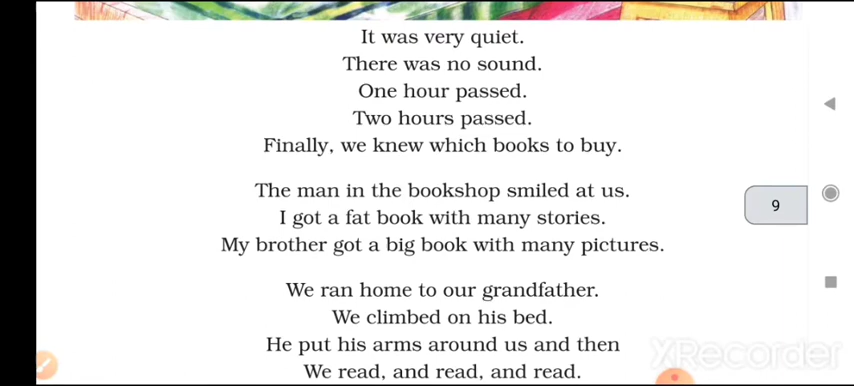 It was very quiet.
There was no sound.
One hour passed.
Two hours passed.
Finally, we knew which books to buy.
The man in the bookshop smiled at us.
I got a fat book with many stories.
My brother got a big book with many pictures.
9
We ran home to our grandfather.
We climbed on his bed.
He put his arms around us and then
We read, and read, and read.
XRecorder